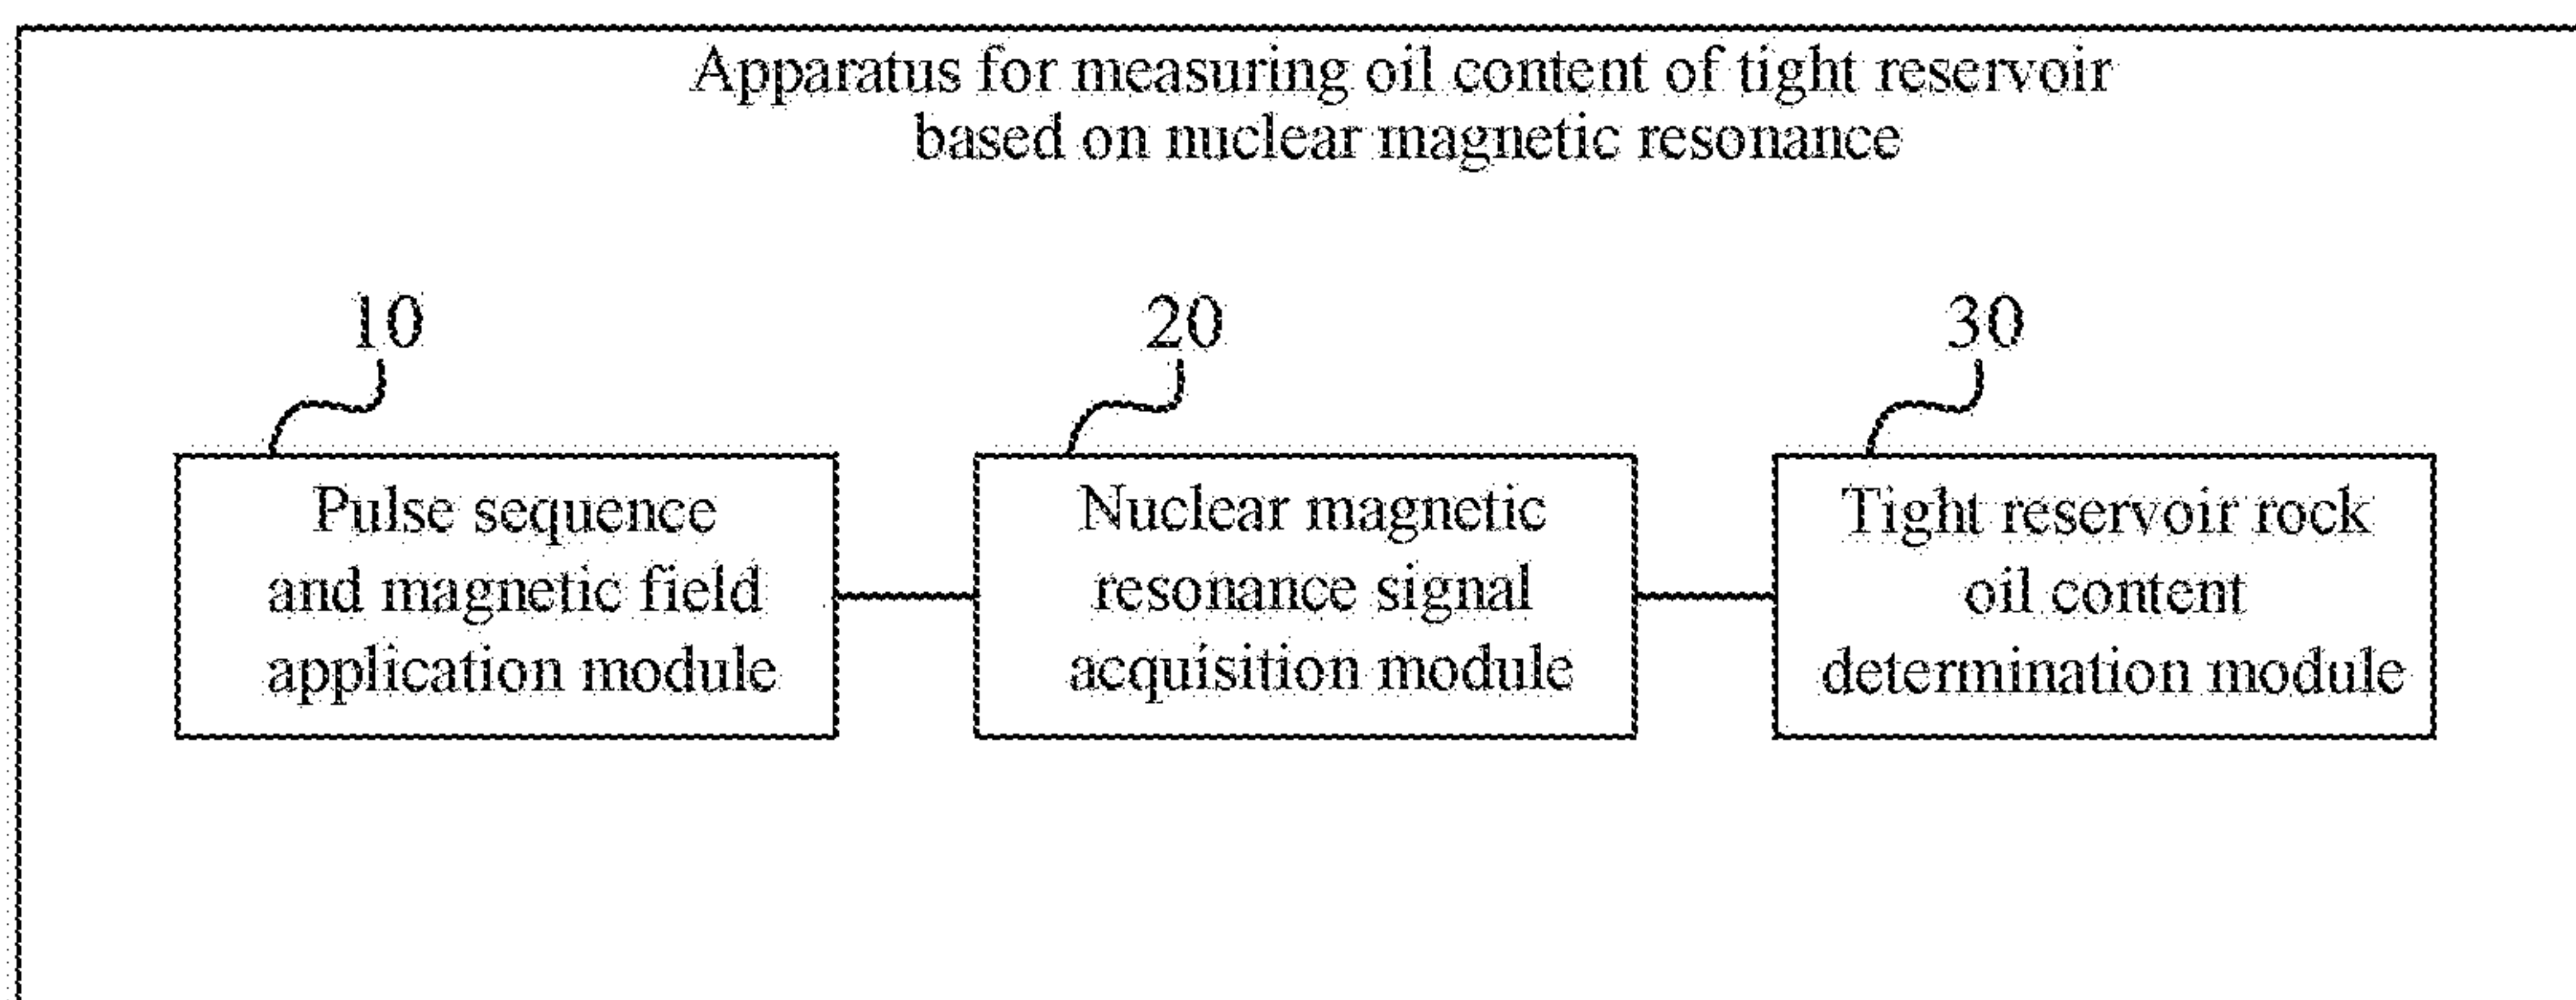 Apparatus for measuring oil content of tight reservoir
based on nuclear magnetic resonance
10
20
30
Pulse sequence
and magnetic field
application module
Nuclear magnetic
resonance signal
acquisition module
Tight reservoir rock
oil content
determination module